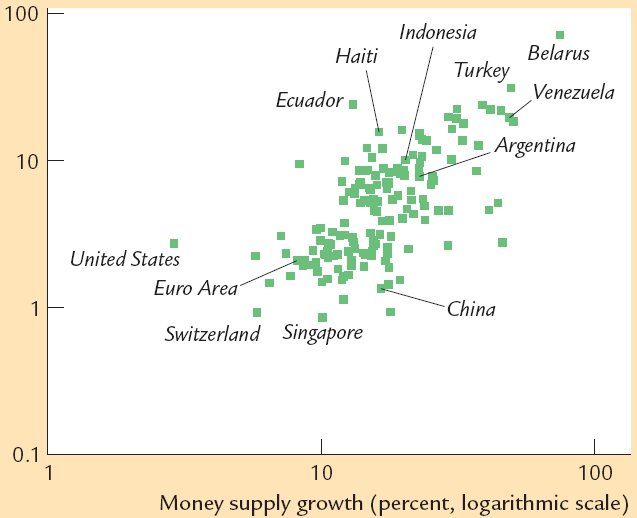 100
Indonesia
Haiti
Belarus
Turkey
Venezuela
Ecuador
Argentina
10
United States
Euro Area
1
China
Switzerland
Singapore
0.1
1
10
100
Money supply growth (percent, logarithmic scale)